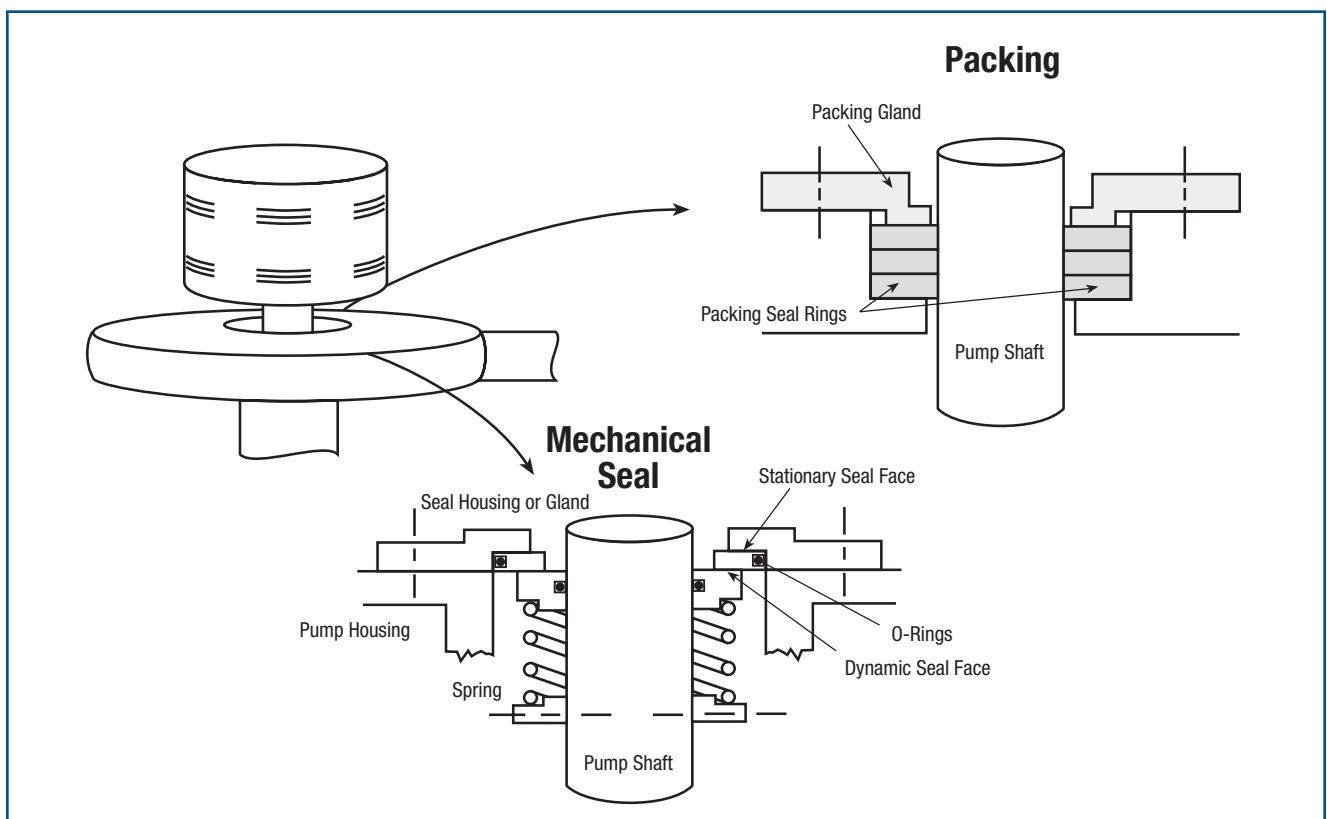 Packing
Packing Gland
Packing Seal Rings
Pump Shaft
Mechanical
Seal
Stationary Seal Face
Seal Housing or Gland
Pump Housing
O-Rings
Dynamic Seal Face
Spring
Pump Shaft